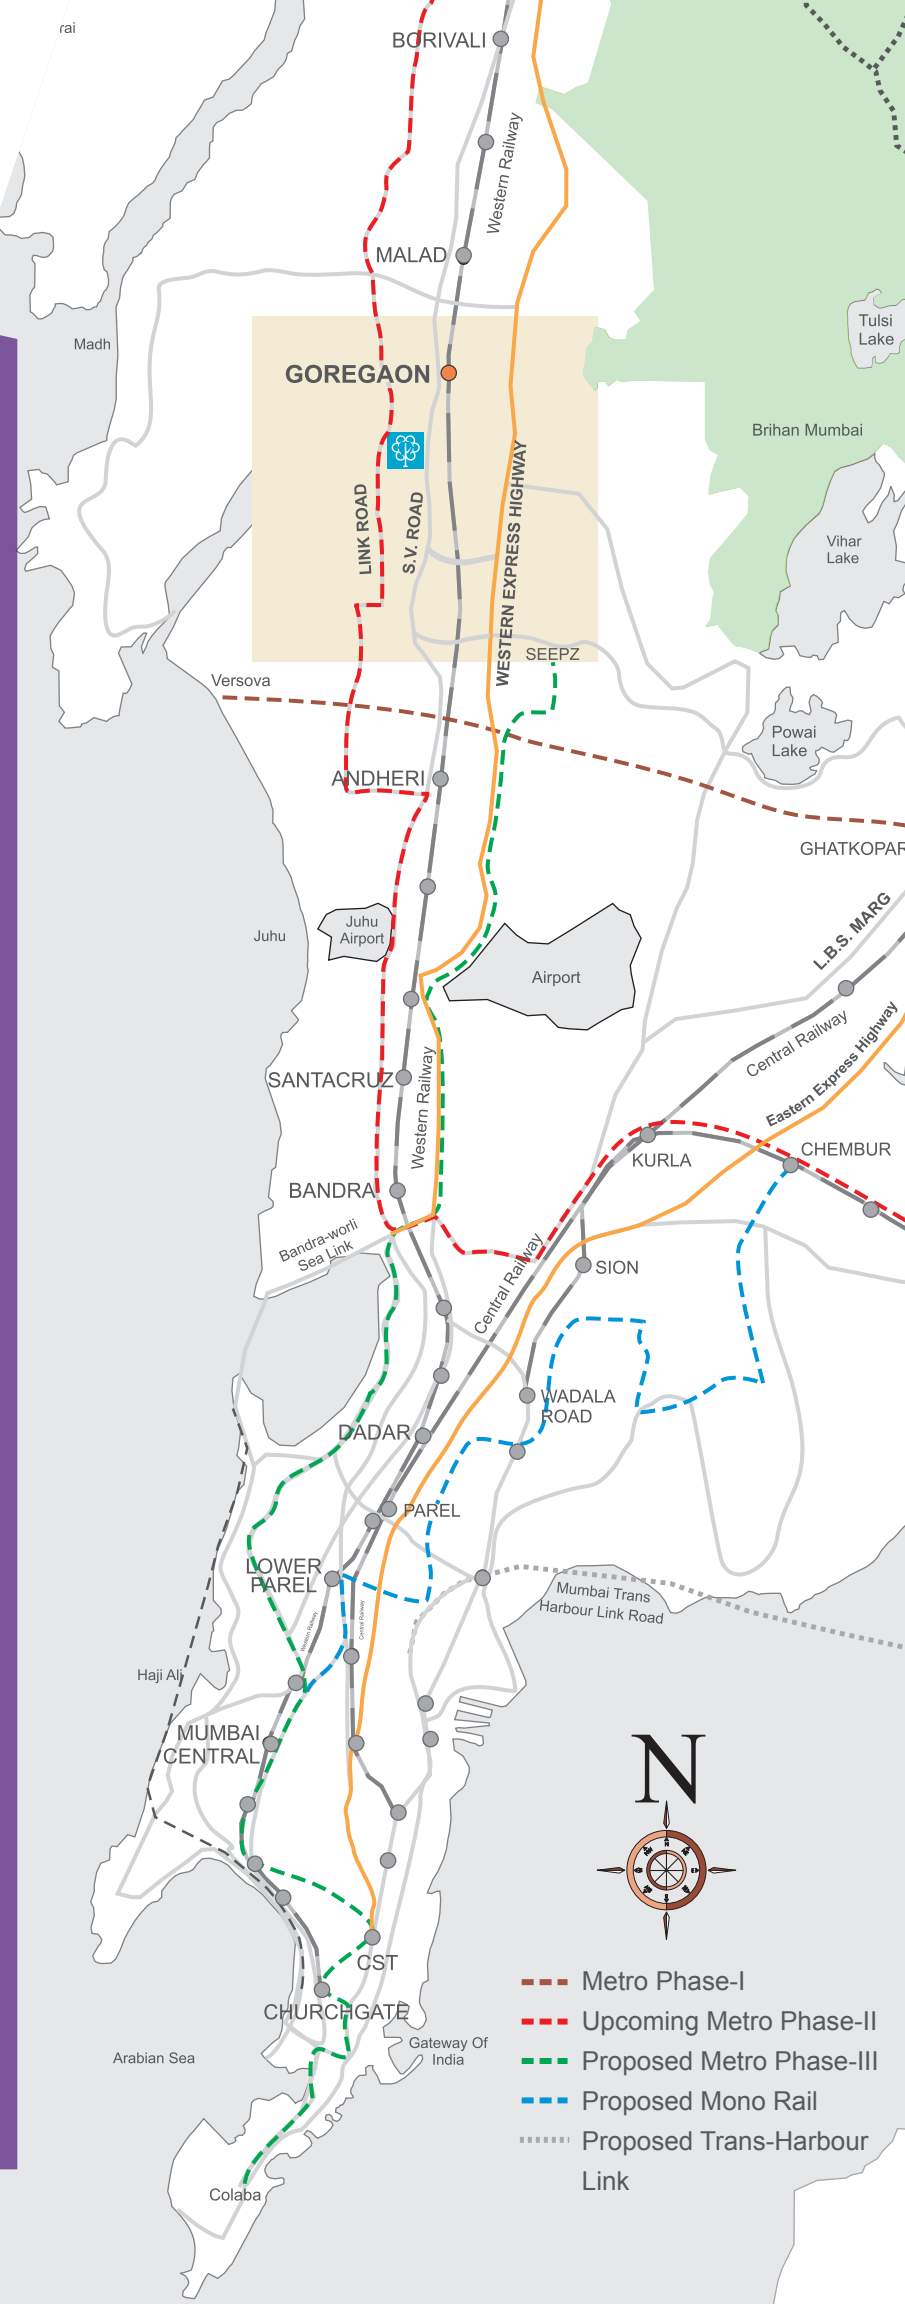 rai
BORIVALI
Western Railway
MALAD
Madh
Tulsi
Lake
GOREGAON
Brihan Mumbai
LINK ROAD
S.V. ROAD
WESTERN EXPRESS HIGHWAY
Vihar
Lake
SEEPZ
Versova
Powai
Lake
ANDHERI
GHATKOPAR
L.B.S. MARG
Juhu
Juhu
Airport
Airport
Central Railway
Eastern Express Highway
SANTACRUZ
Western Railway
KURLA
CHEMBUR
BANDRA
Bandra-worli
Sea Link
Central Railway
SION
WADALA
ROAD
DADAR
PAREL
LOWER
PAREL
Mumbai Trans
Harbour Link Road
Western Railway
Central Railway
Haji Ali
MUMBAI
CENTRAL
N
CST
CHURCHGATE
Gateway Of
India
Arabian Sea
Colaba
Metro Phase-I
Upcoming Metro Phase-II
Proposed Metro Phase-III
Proposed Mono Rail
Proposed Trans-Harbour
Link